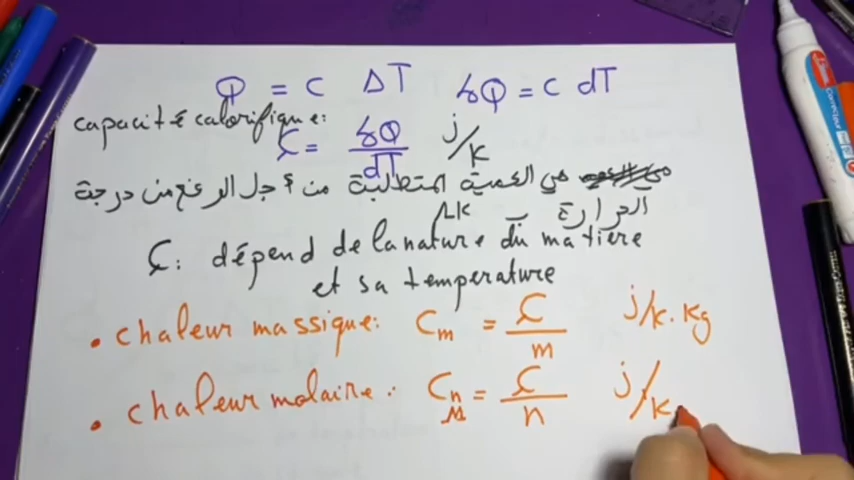 Q = C ΔT   δQ = C dT
capacité calorifique:
C = δQ/dT   j/K
هي الكمية المتطلبة من أجل الرفع من درجة
الحرارة ب 1K
C: dépend de la nature du matière
et sa temperature
• chaleur massique: Cm = C/m   j/K.kg
• chaleur molaire: Cn = C/n   j/K
M